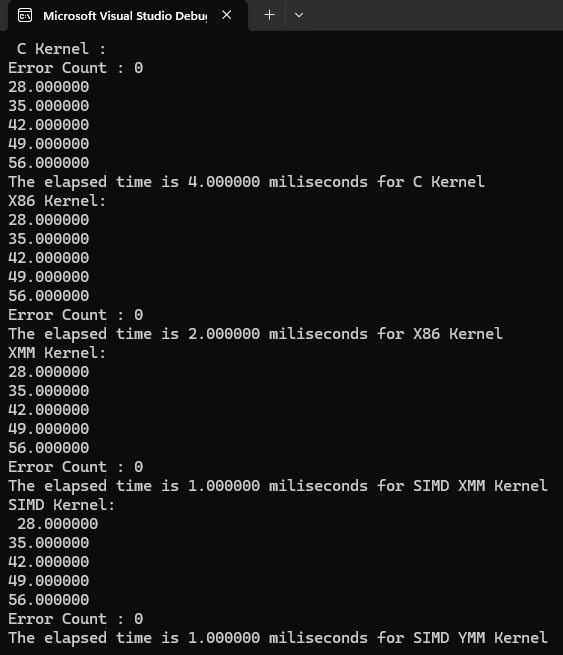 Microsoft Visual Studio Debu
C Kernel :
Error Count : 0
28.000000
35.000000
42.000000
49.000000
56.000000
The elapsed time is 4.000000 miliseconds for C Kernel
X86 Kernel:
28.000000
35.000000
42.000000
49.000000
56.000000
Error Count : 0
The elapsed time is 2.000000 miliseconds for X86 Kernel
XMM Kernel:
28.000000
35.000000
42.000000
49.000000
56.000000
Error Count : 0
The elapsed time is 1.000000 miliseconds for SIMD XMM Kernel
SIMD Kernel:
28.000000
35.000000
42.000000
49.000000
56.000000
Error Count : 0
The elapsed time is 1.000000 miliseconds for SIMD YMM Kernel